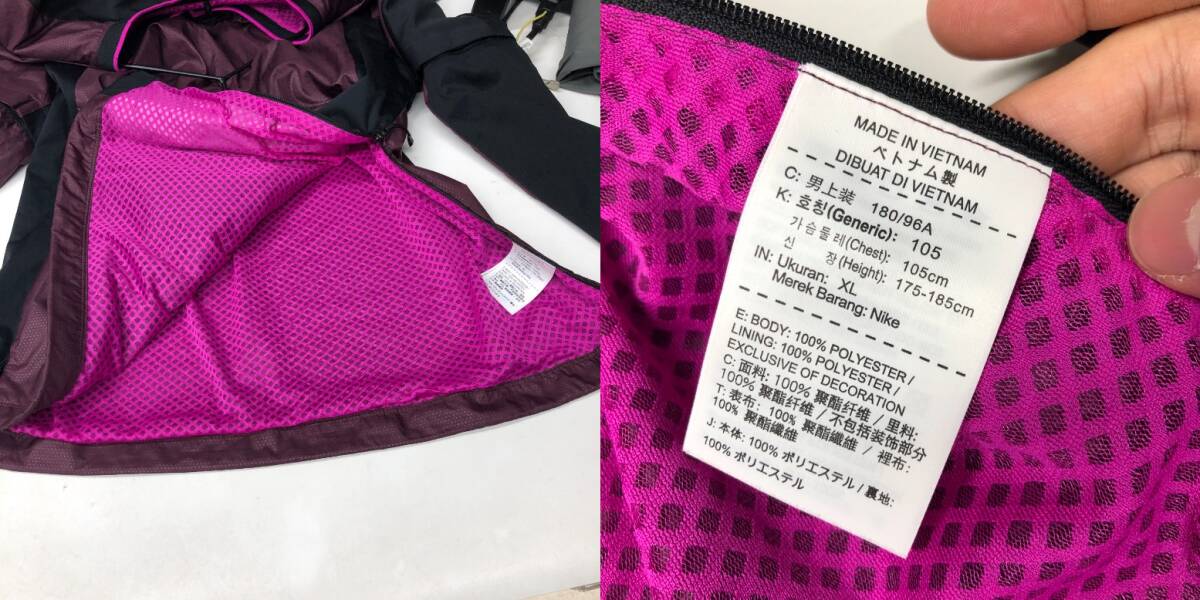 MADE IN VIETNAM
ベトナム製
DIBUAT DI VIETNAM
C: 男上装 180/96A
K: 호칭(Generic): 105
가슴둘레(Chest): 105cm
신 장(Height): 175-185cm
IN: Ukuran: XL
Merek Barang: Nike
E: BODY: 100% POLYESTER /
LINING: 100% POLYESTER /
EXCLUSIVE OF DECORATION
C: 面料: 100% 聚酯纤维 / 里料:
100% 聚酯纤维 / 不包括装饰部分
T: 表布: 100% 聚酯纖維 / 裡布:
100% 聚酯纖維
J: 本体: 100% ポリエステル / 裏地:
100% ポリエステル